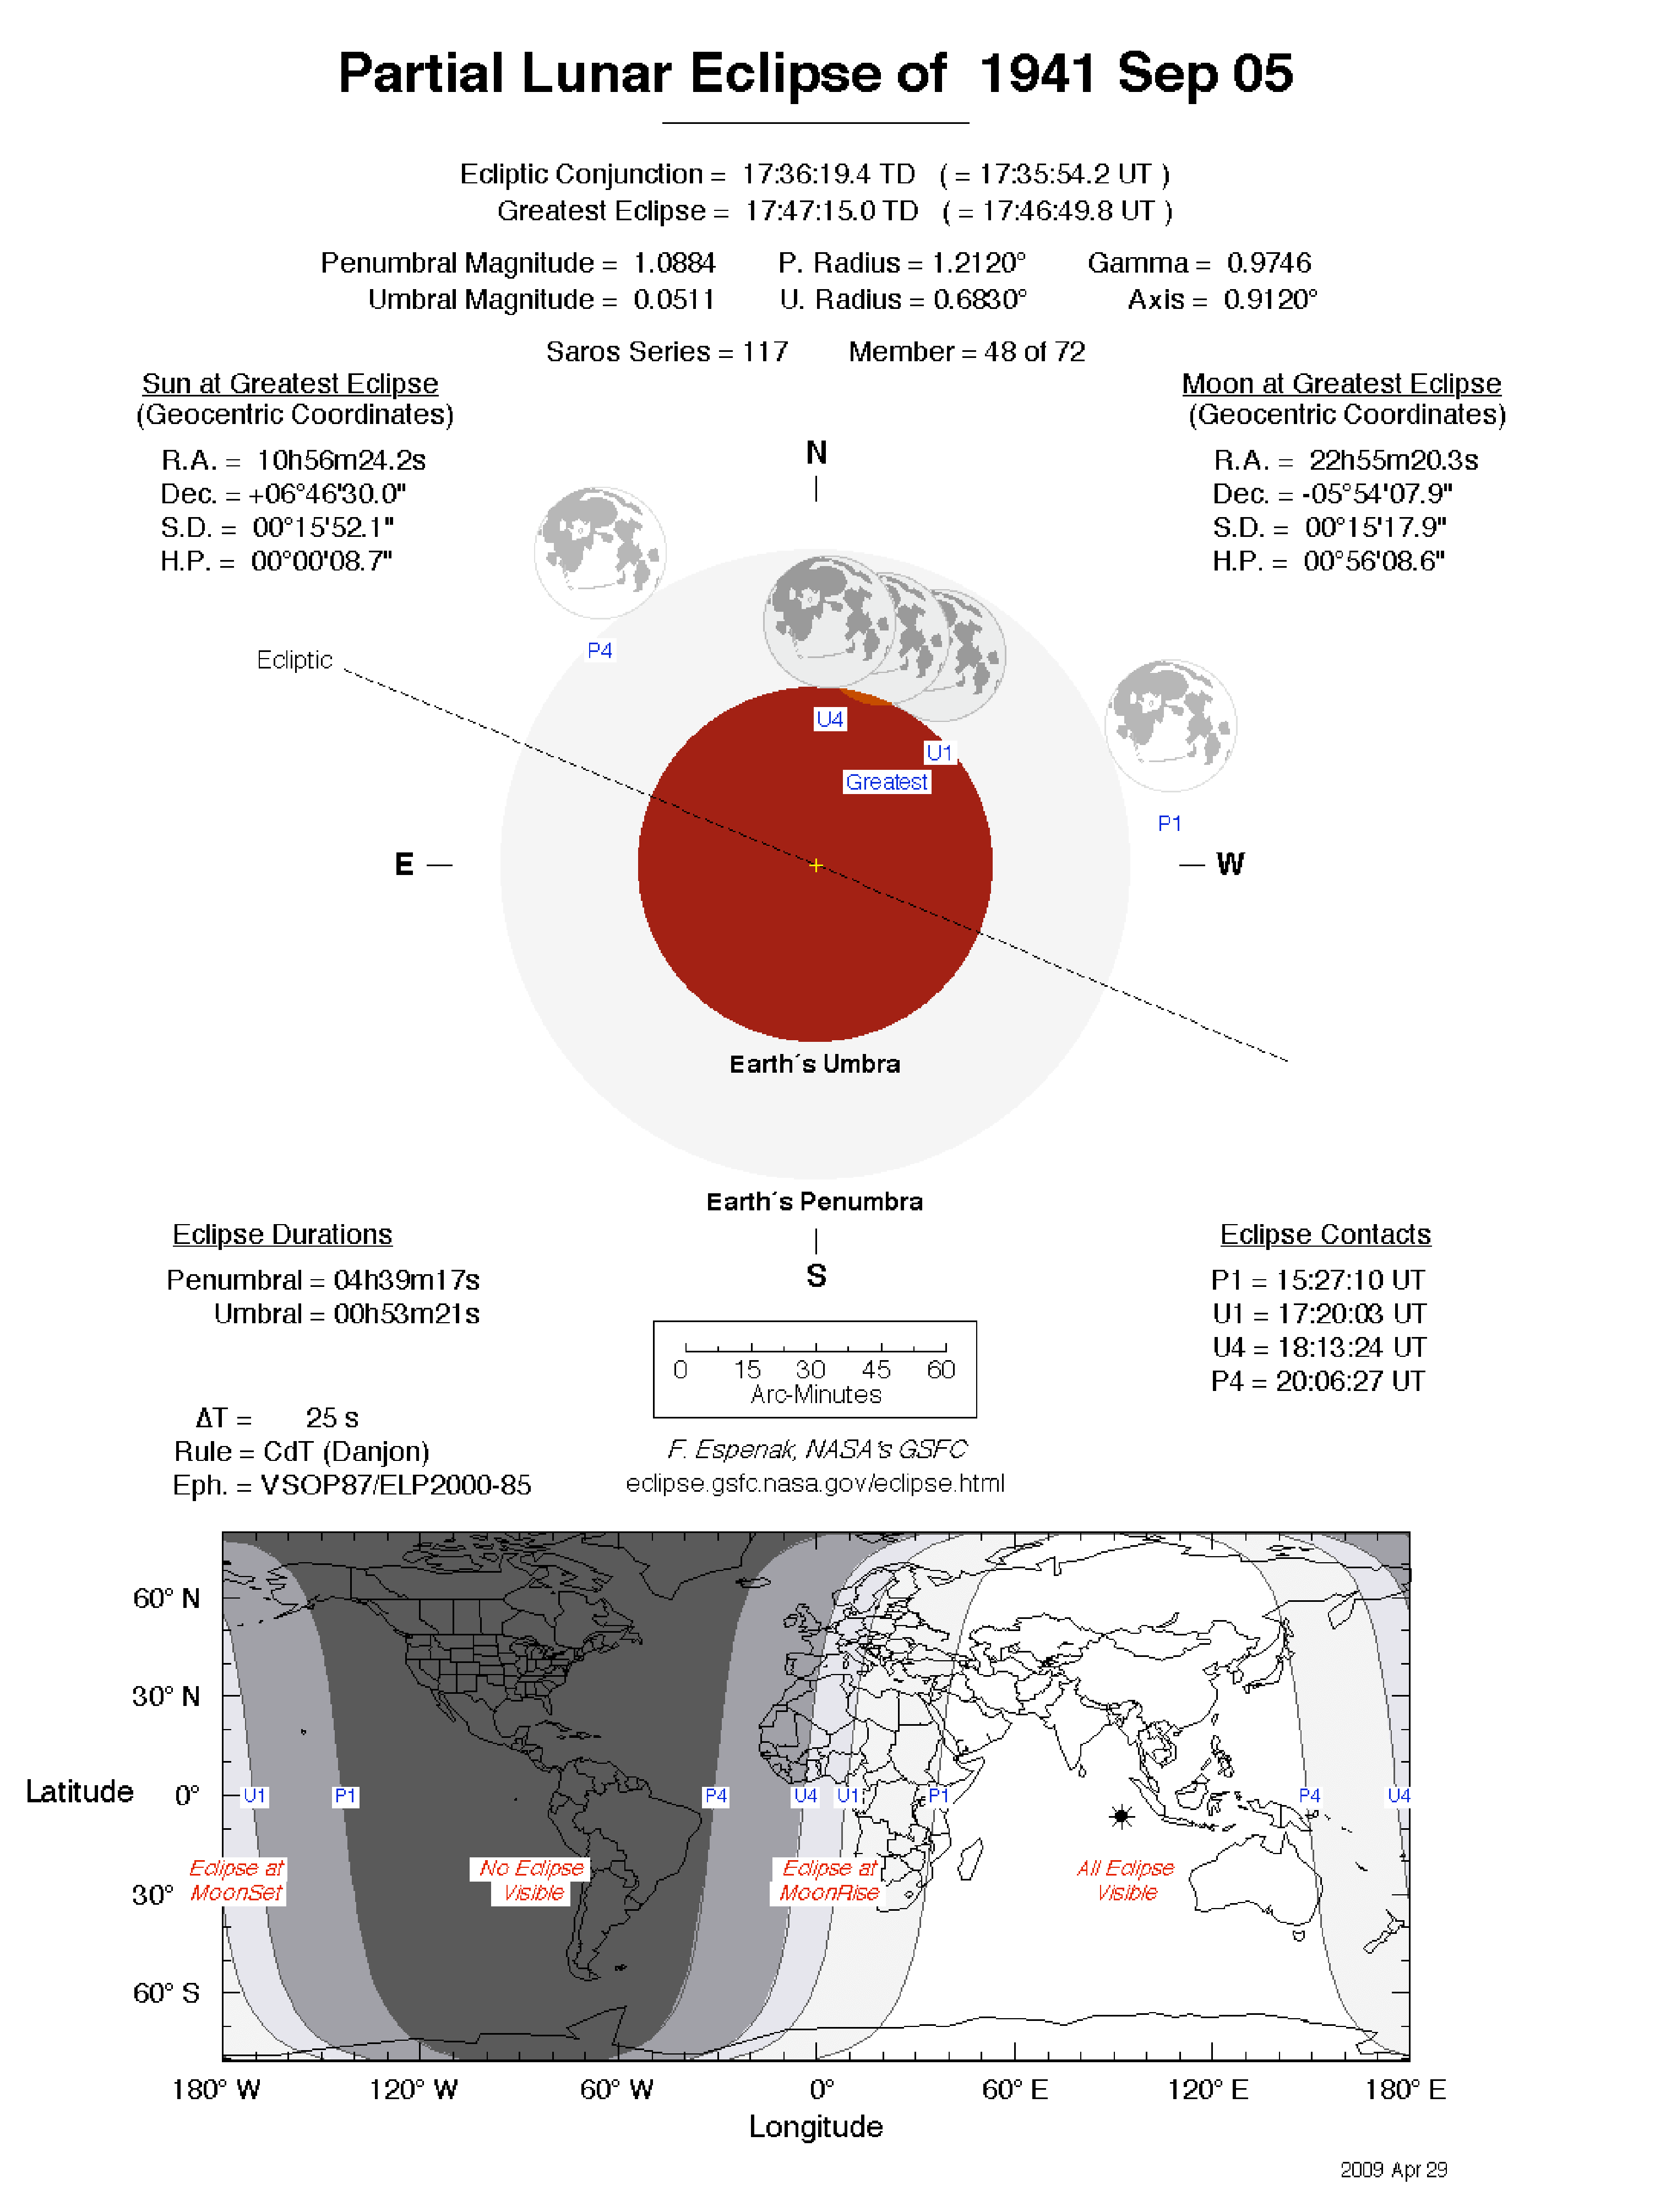 Partial Lunar Eclipse of 1941 Sep 05
Ecliptic Conjunction = 17:36:19.4 TD ( = 17:35:54.2 UT )
Greatest Eclipse = 17:47:15.0 TD ( = 17:46:49.8 UT )
Penumbral Magnitude = 1.0884 P. Radius = 1.2120° Gamma = 0.9746
Umbral Magnitude = 0.0511 U. Radius = 0.6830° Axis = 0.9120°
Saros Series = 117 Member = 48 of 72
Sun at Greatest Eclipse
(Geocentric Coordinates)
R.A. = 10h56m24.2s
Dec. = +06°46'30.0"
S.D. = 00°15'52.1"
H.P. = 00°00'08.7"
Moon at Greatest Eclipse
(Geocentric Coordinates)
R.A. = 22h55m20.3s
Dec. = -05°54'07.9"
S.D. = 00°15'17.9"
H.P. = 00°56'08.6"
N
P4
Ecliptic
U4
U1
Greatest
P1
E
W
Earth´s Umbra
Earth´s Penumbra
S
Eclipse Durations
Penumbral = 04h39m17s
Umbral = 00h53m21s
Eclipse Contacts
P1 = 15:27:10 UT
U1 = 17:20:03 UT
U4 = 18:13:24 UT
P4 = 20:06:27 UT
0 15 30 45 60
Arc-Minutes
ΔT = 25 s
Rule = CdT (Danjon)
Eph. = VSOP87/ELP2000-85
F. Espenak, NASA's GSFC
eclipse.gsfc.nasa.gov/eclipse.html
60° N
30° N
Latitude 0°
30° S
60° S
U1 P1 P4 U4 U1 P1 P4 U4
Eclipse at
MoonSet
No Eclipse
Visible
Eclipse at
MoonRise
All Eclipse
Visible
180° W 120° W 60° W 0° 60° E 120° E 180° E
Longitude
2009 Apr 29